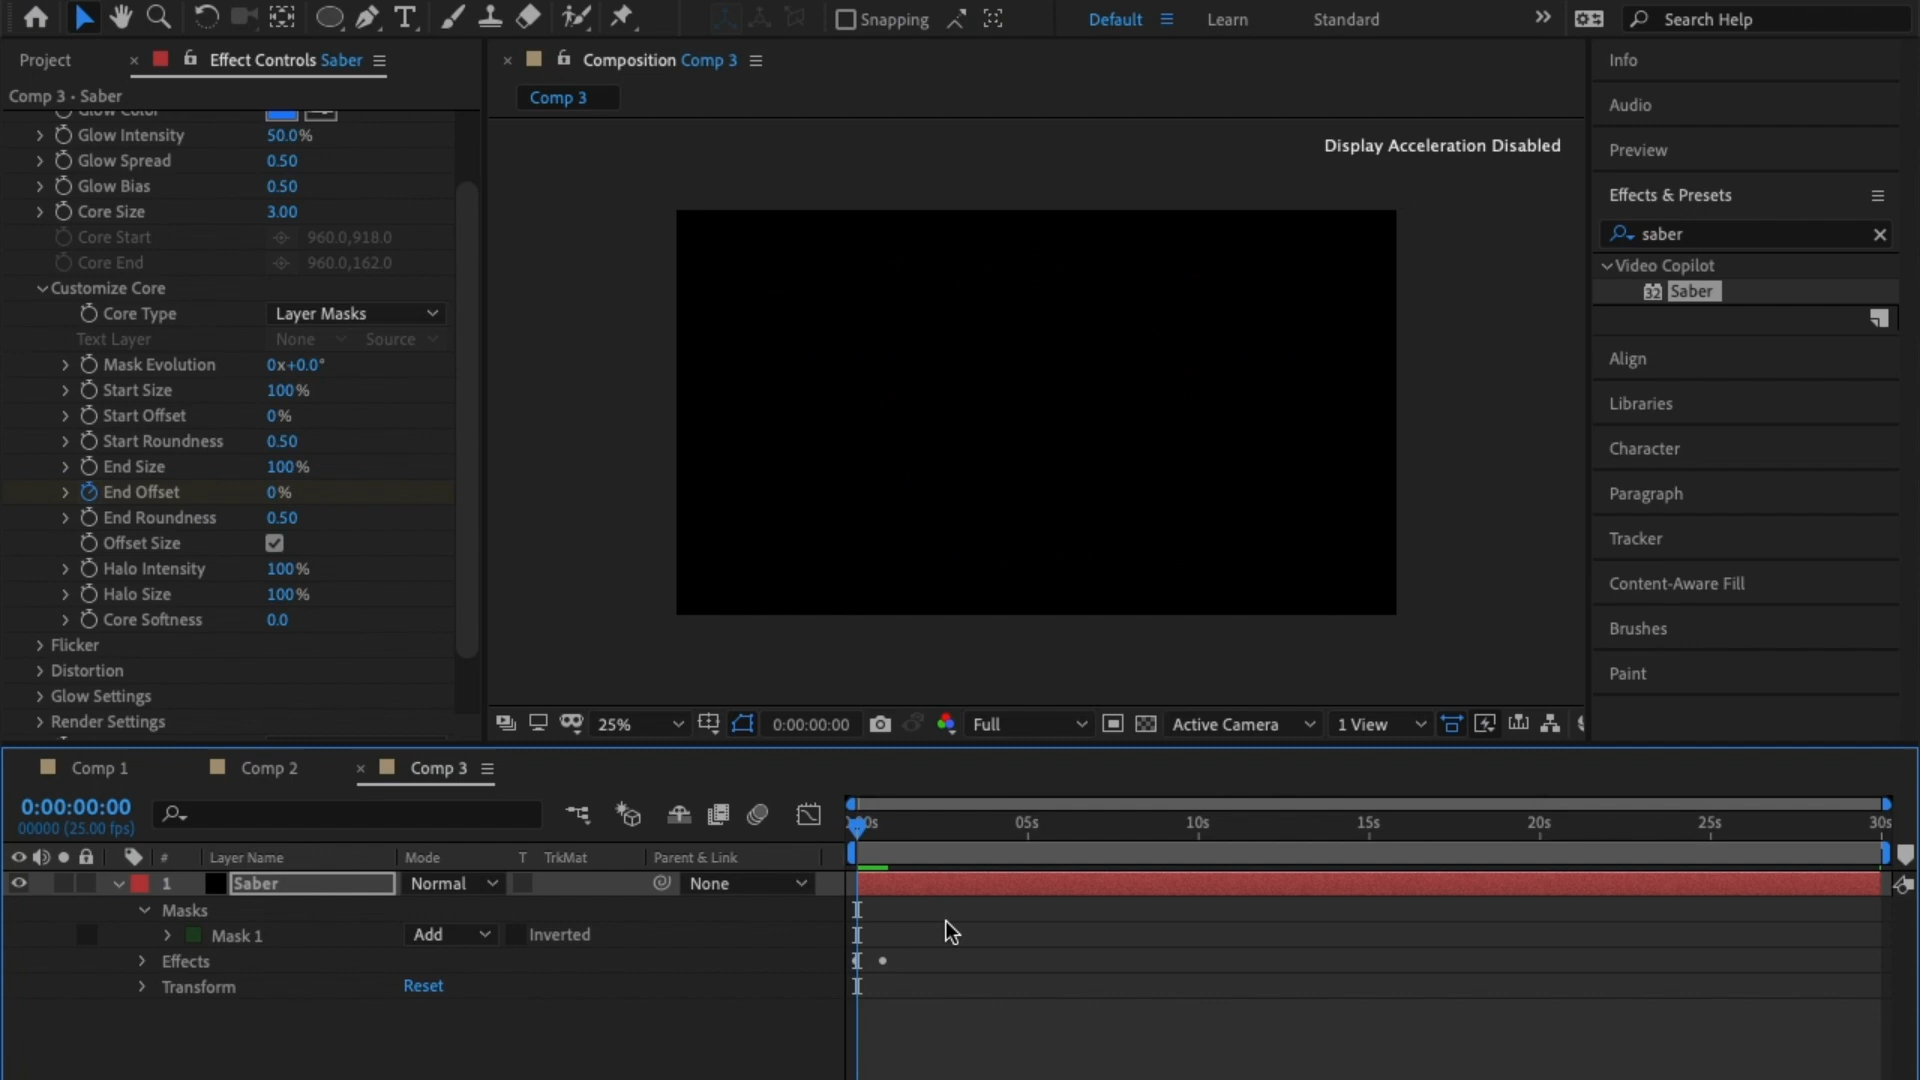 Snapping
Default
Learn
Standard
Search Help
Project
Effect Controls Saber
Composition Comp 3
Info
Comp 3 • Saber
Comp 3
Audio
Glow Color
Glow Intensity 50.0%
Display Acceleration Disabled
Preview
Glow Spread 0.50
Glow Bias 0.50
Effects & Presets
Core Size 3.00
Core Start 960.0,918.0
saber
Core End 960.0,162.0
Video Copilot
Customize Core
32 Saber
Core Type Layer Masks
Text Layer None Source
Mask Evolution 0x+0.0°
Align
Start Size 100%
Libraries
Start Offset 0%
Start Roundness 0.50
Character
End Size 100%
End Offset 0%
Paragraph
End Roundness 0.50
Offset Size
Tracker
Halo Intensity 100%
Content-Aware Fill
Halo Size 100%
Core Softness 0.0
Brushes
Flicker
Distortion
Paint
Glow Settings
Render Settings
25% 0:00:00:00 Full Active Camera 1 View
Comp 1
Comp 2
Comp 3
0:00:00:00
00000 (25.00 fps)
05s 10s 15s 20s 25s 30s
# Layer Name Mode T TrkMat Parent & Link
1 Saber Normal None
Masks
Mask 1 Add Inverted
Effects
Transform Reset